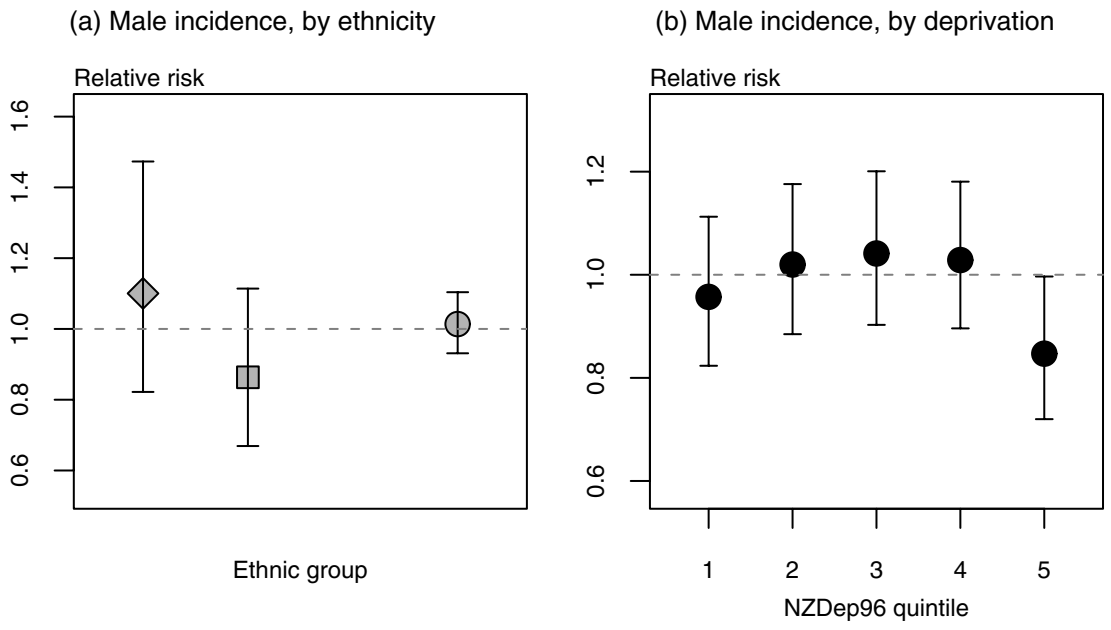 (a) Male incidence, by ethnicity
Relative risk
1.6
1.4
1.2
1.0
0.8
0.6
Ethnic group
(b) Male incidence, by deprivation
Relative risk
1.2
1.0
0.8
0.6
1 2 3 4 5
NZDep96 quintile